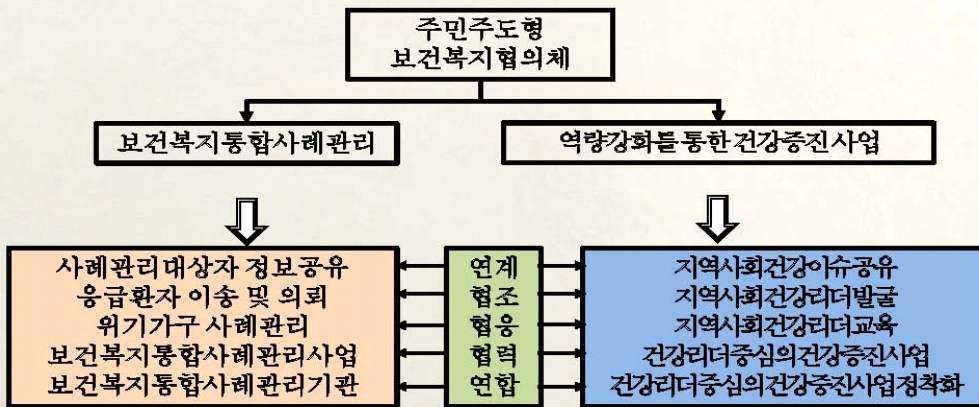 주민주도형
보건복지협의체
보건복지통합사례관리
역량강화를 통한 건강증진사업
사례관리대상자 정보공유
응급환자 이송 및 의뢰
위기가구 사례관리
보건복지통합사례관리사업
보건복지통합사례관리기관
연계
협조
협응
협력
연합
지역사회건강이슈공유
지역사회건강리더발굴
지역사회건강리더교육
건강리더중심의건강증진사업
건강리더중심의건강증진사업정착화